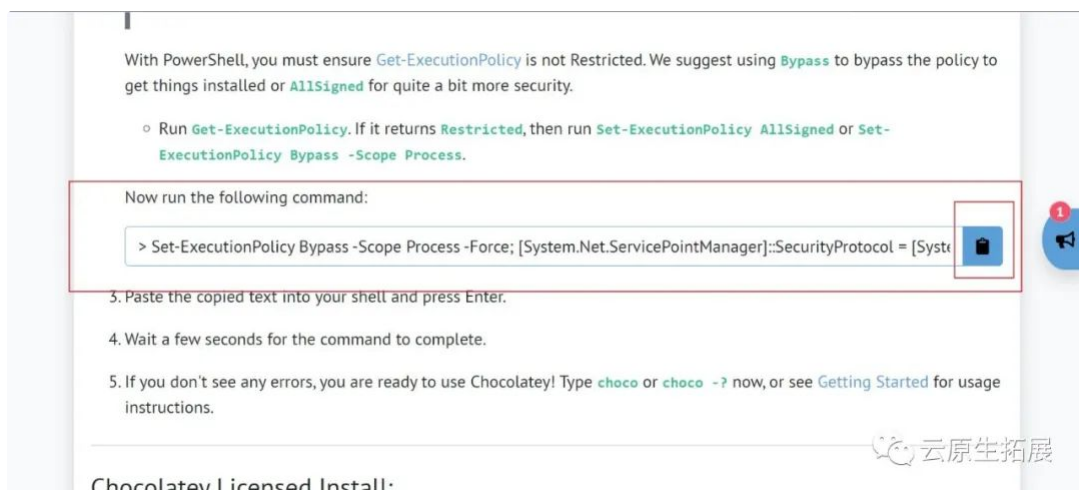 With PowerShell, you must ensure Get-ExecutionPolicy is not Restricted. We suggest using Bypass to bypass the policy to
get things installed or AllSigned for quite a bit more security.
Run Get-ExecutionPolicy. If it returns Restricted, then run Set-ExecutionPolicy AllSigned or Set-
ExecutionPolicy Bypass -Scope Process.
Now run the following command:
> Set-ExecutionPolicy Bypass -Scope Process -Force; [System.Net.ServicePointManager]::SecurityProtocol = [Syste
1
3. Paste the copied text into your shell and press Enter.
4. Wait a few seconds for the command to complete.
5. If you don't see any errors, you are ready to use Chocolatey! Type choco or choco -? now, or see Getting Started for usage
instructions.
云原生拓展
Chocolatey Licensed Install: